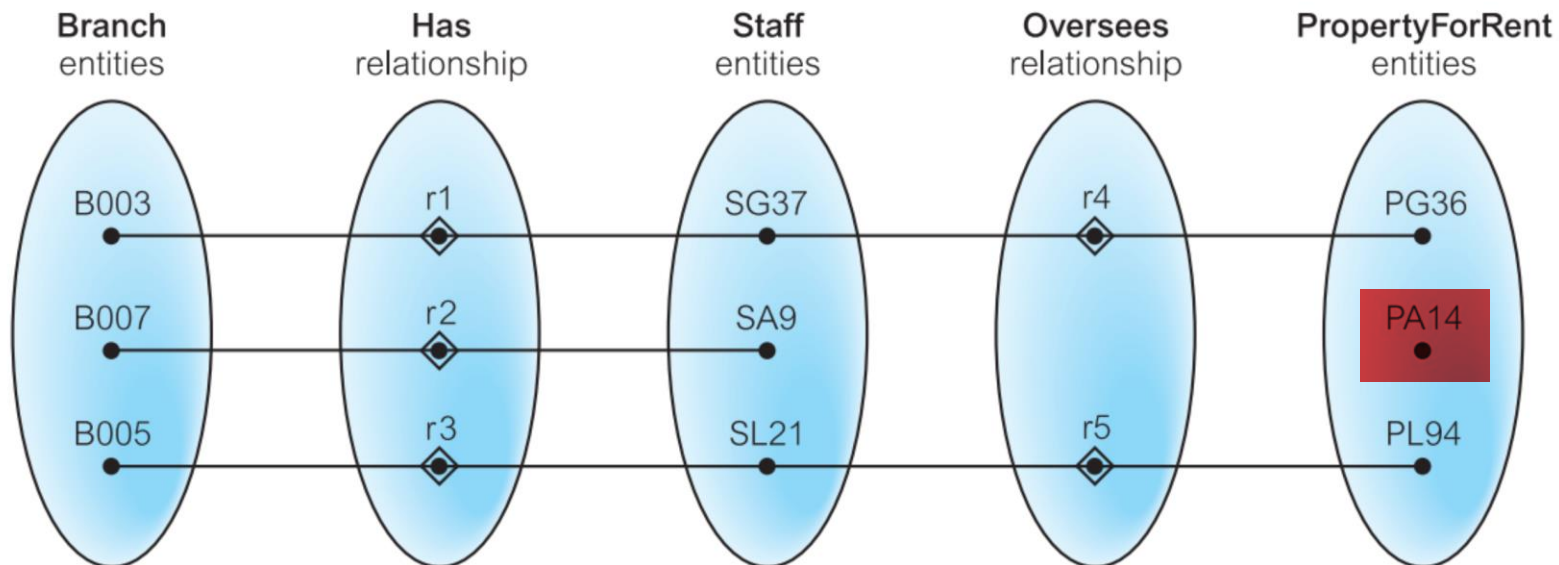 Branch Has Staff Oversees PropertyForRent
entities relationship entities relationship entities
B003 r1 SG37 r4 PG36
B007 r2 SA9 PA14
B005 r3 SL21 r5 PL94